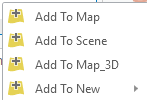 Add To Map
Add To Scene
Add To Map_3D
Add To New